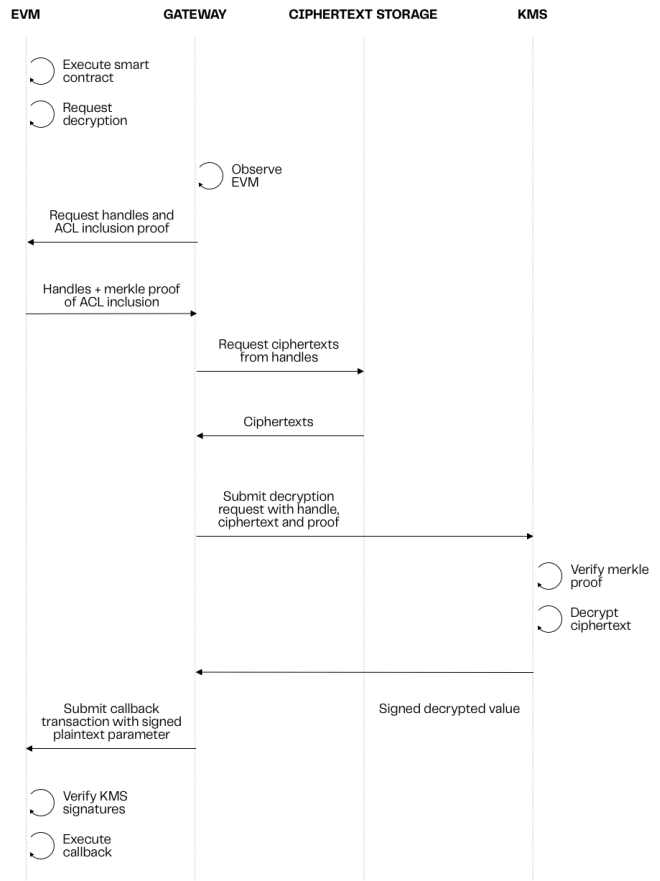 EVM
GATEWAY
CIPHERTEXT STORAGE
KMS
Execute smart
contract
Request
decryption
Observe
EVM
Request handles and
ACL inclusion proof
Handles + merkle proof
of ACL inclusion
Request ciphertexts
from handles
Ciphertexts
Submit decryption
request with handle,
ciphertext and proof
Verify merkle
proof
Decrypt
ciphertext
Signed decrypted value
Submit callback
transaction with signed
plaintext parameter
Verify KMS
signatures
Execute
callback